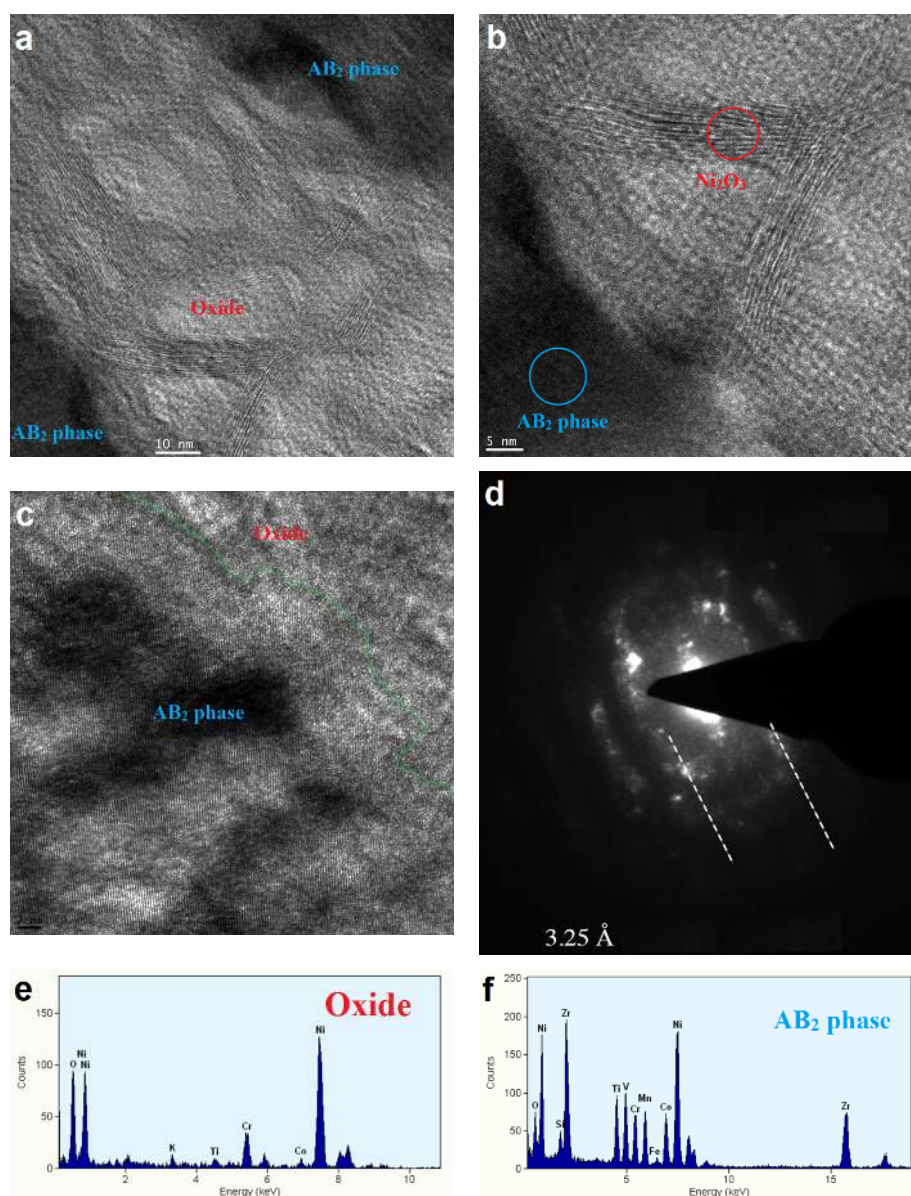 a
AB₂ phase
Oxide
AB₂ phase
10 nm
b
Ni₂O₃
AB₂ phase
5 nm
c
Oxide
AB₂ phase
d
3.25 Å
e
Oxide
150
100
50
0
Counts
O
Ni
Ni
K
Ti
Cr
Co
Ni
2
4
6
8
10
Energy (keV)
f
AB₂ phase
250
200
150
100
50
0
Counts
O
Ni
Zr
Ti
V
Cr
Mn
Fe
Co
Ni
Zr
5
10
15
Energy (keV)